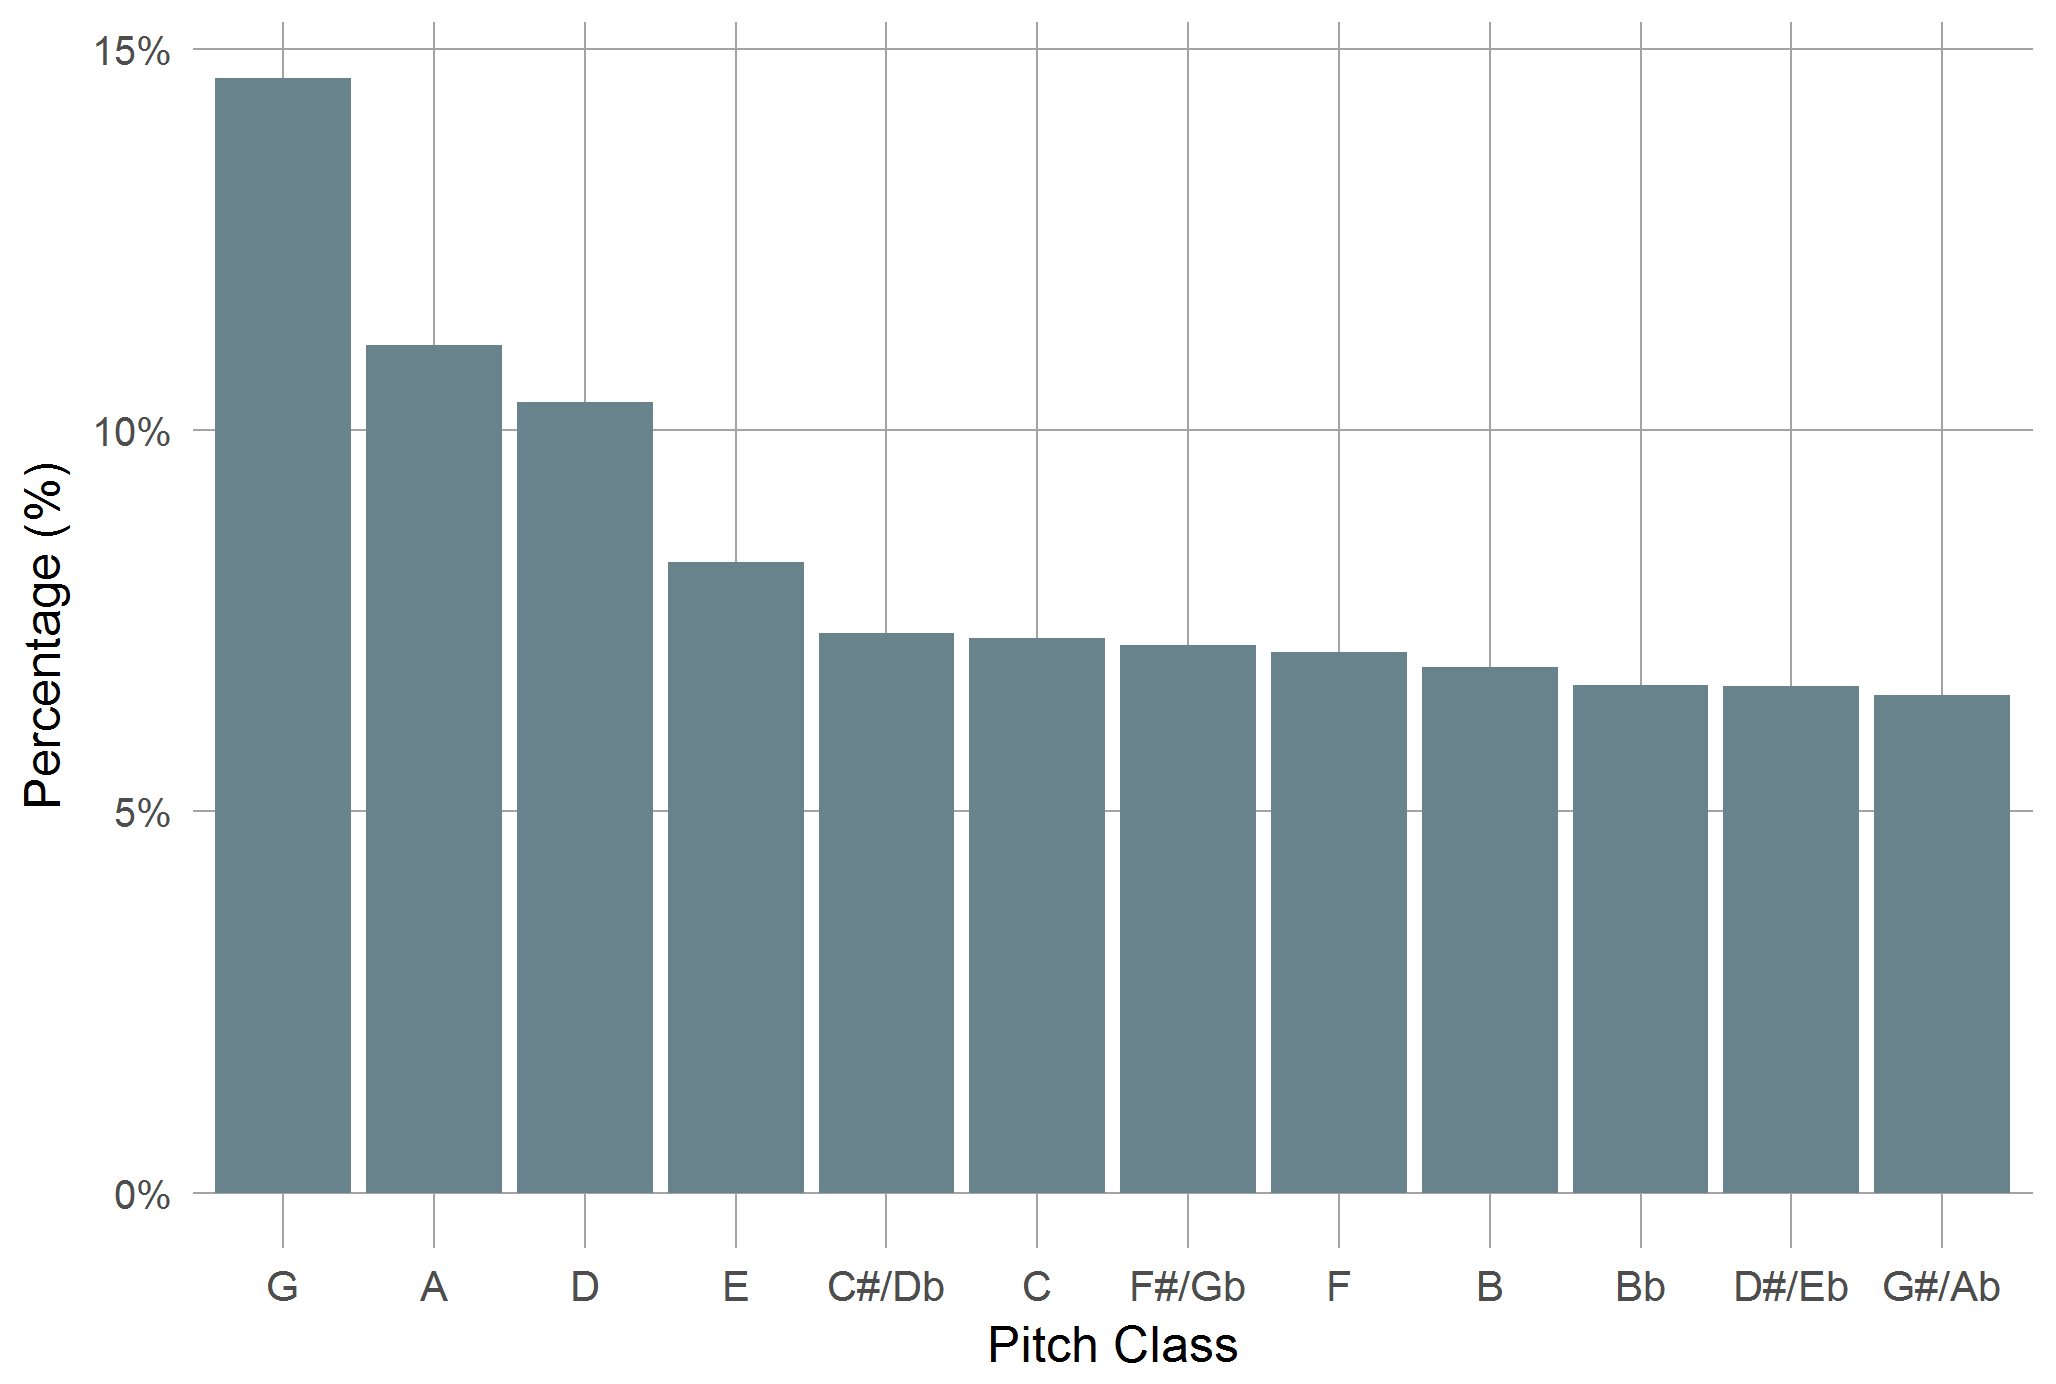 15%
10%
5%
0%
Percentage (%)
G A D E C#/Db C F#/Gb F B Bb D#/Eb G#/Ab
Pitch Class